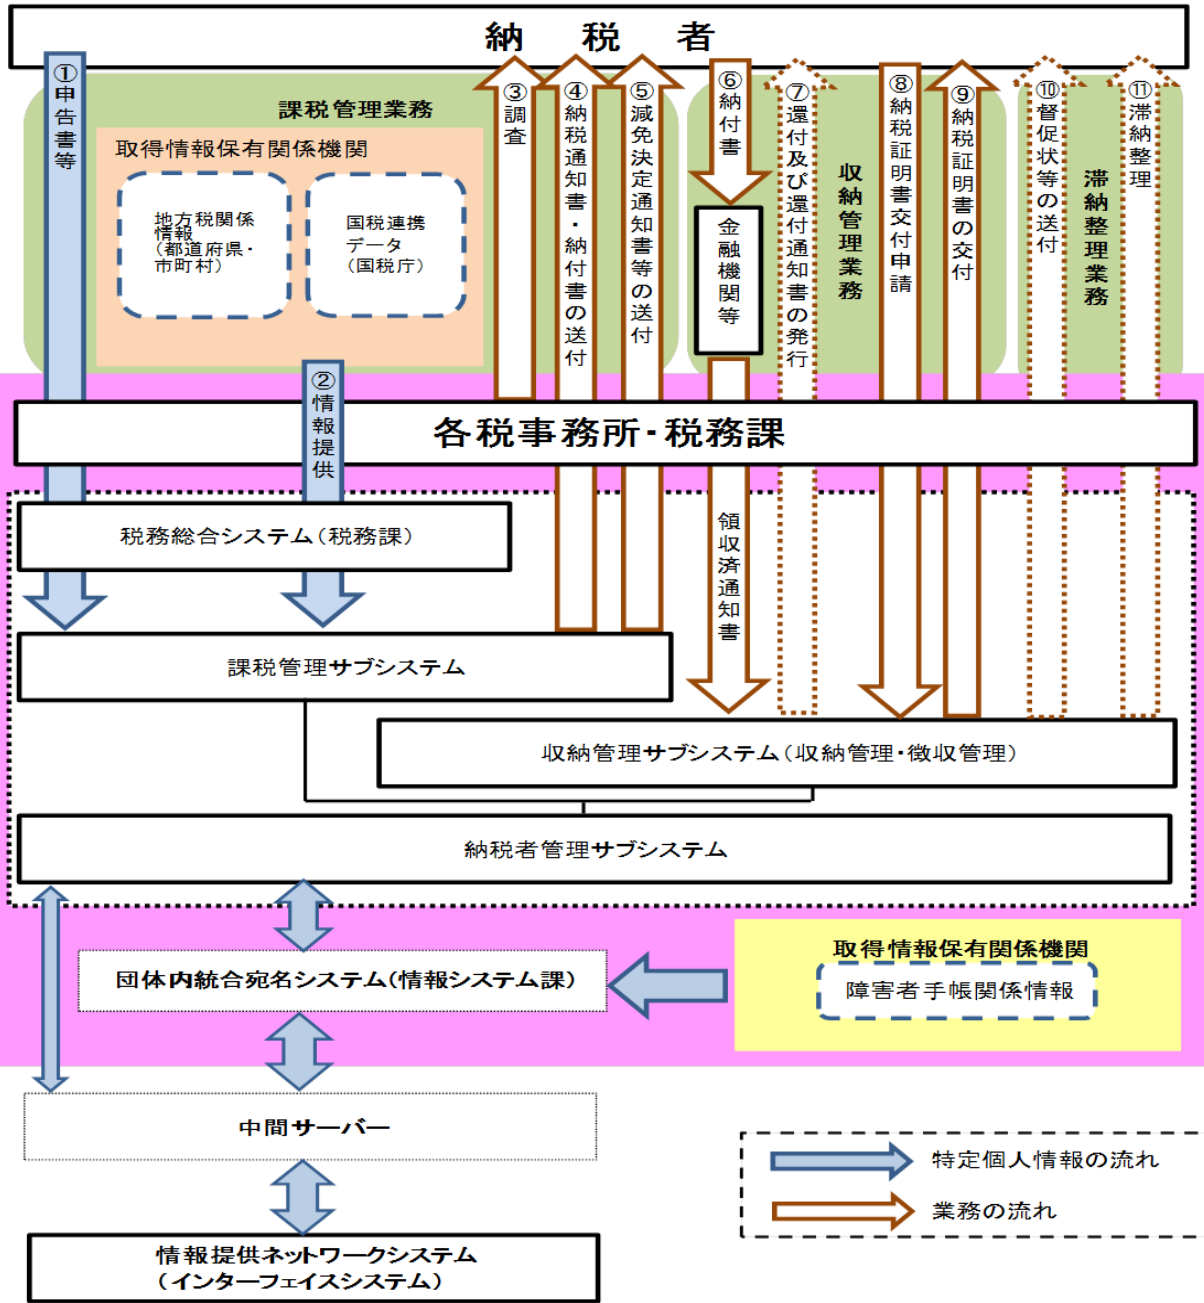 納 税 者
①申告書等
課税管理業務
取得情報保有関係機関
地方税関係
情報
（都道府県・
市町村）
国税連携
データ
（国税庁）
②情報提供
③調査
④納税通知書・納付書の送付
⑤減免決定通知書等の送付
⑥納付書
金融機関等
領収済通知書
⑦還付及び還付通知書の発行
収納管理業務
⑧納税証明書交付申請
⑨納税証明書の交付
⑩督促状等の送付
滞納整理業務
⑪滞納整理
各税事務所・税務課
税務総合システム（税務課）
課税管理サブシステム
収納管理サブシステム（収納管理・徴収管理）
納税者管理サブシステム
団体内統合宛名システム（情報システム課）
取得情報保有関係機関
障害者手帳関係情報
中間サーバー
特定個人情報の流れ
業務の流れ
情報提供ネットワークシステム
（インターフェイスシステム）